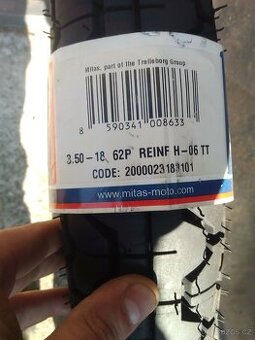 Mitas, part of the Trelleborg Group
8 590341 008633
3.50-18 62P REINF H-06 TT
CODE: 2000023183101
www.mitas-moto.com